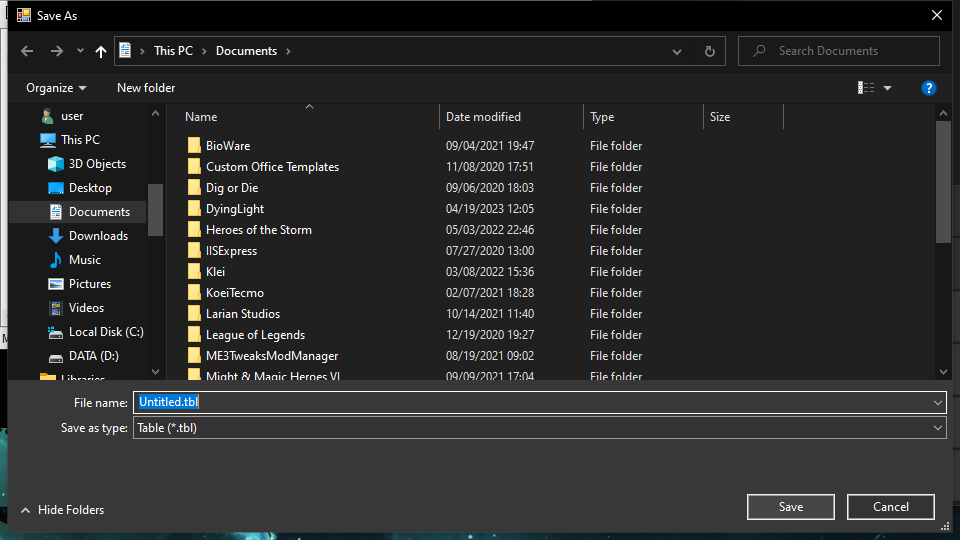 Save As
This PC Documents
Search Documents
Organize New folder
?
Name Date modified Type Size
user
This PC
3D Objects
Desktop
Documents
Downloads
Music
Pictures
Videos
Local Disk (C:)
DATA (D:)
Libraries
BioWare 09/04/2021 19:47 File folder
Custom Office Templates 11/08/2020 17:51 File folder
Dig or Die 09/06/2020 18:03 File folder
DyingLight 04/19/2023 12:05 File folder
Heroes of the Storm 05/03/2022 22:46 File folder
IISExpress 07/27/2020 13:00 File folder
Klei 03/08/2022 15:36 File folder
KoeiTecmo 02/07/2021 18:28 File folder
Larian Studios 10/14/2021 11:40 File folder
League of Legends 12/19/2020 19:27 File folder
ME3TweaksModManager 08/19/2021 09:02 File folder
Might & Magic Heroes VI 09/09/2021 17:04 File folder
File name: Untitled.tbl
Save as type: Table (*.tbl)
Hide Folders
Save Cancel